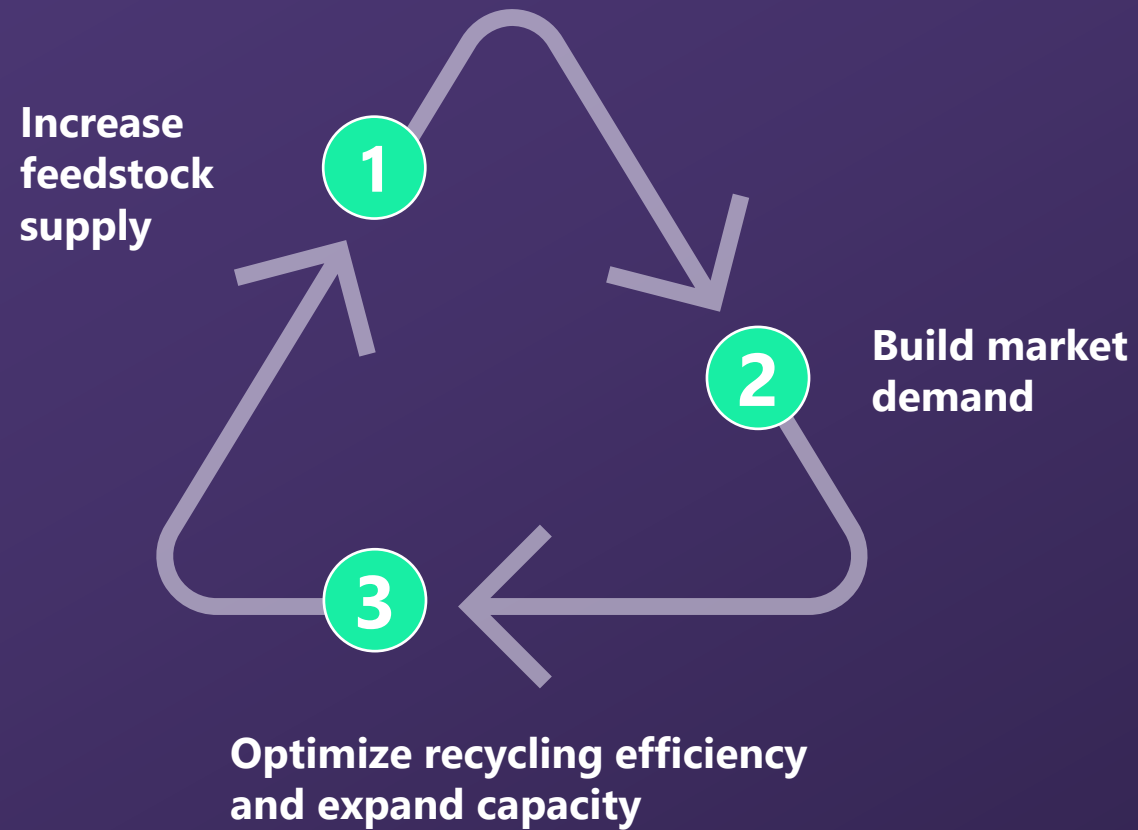 Increase
feedstock
supply
1
2
Build market
demand
3
Optimize recycling efficiency
and expand capacity